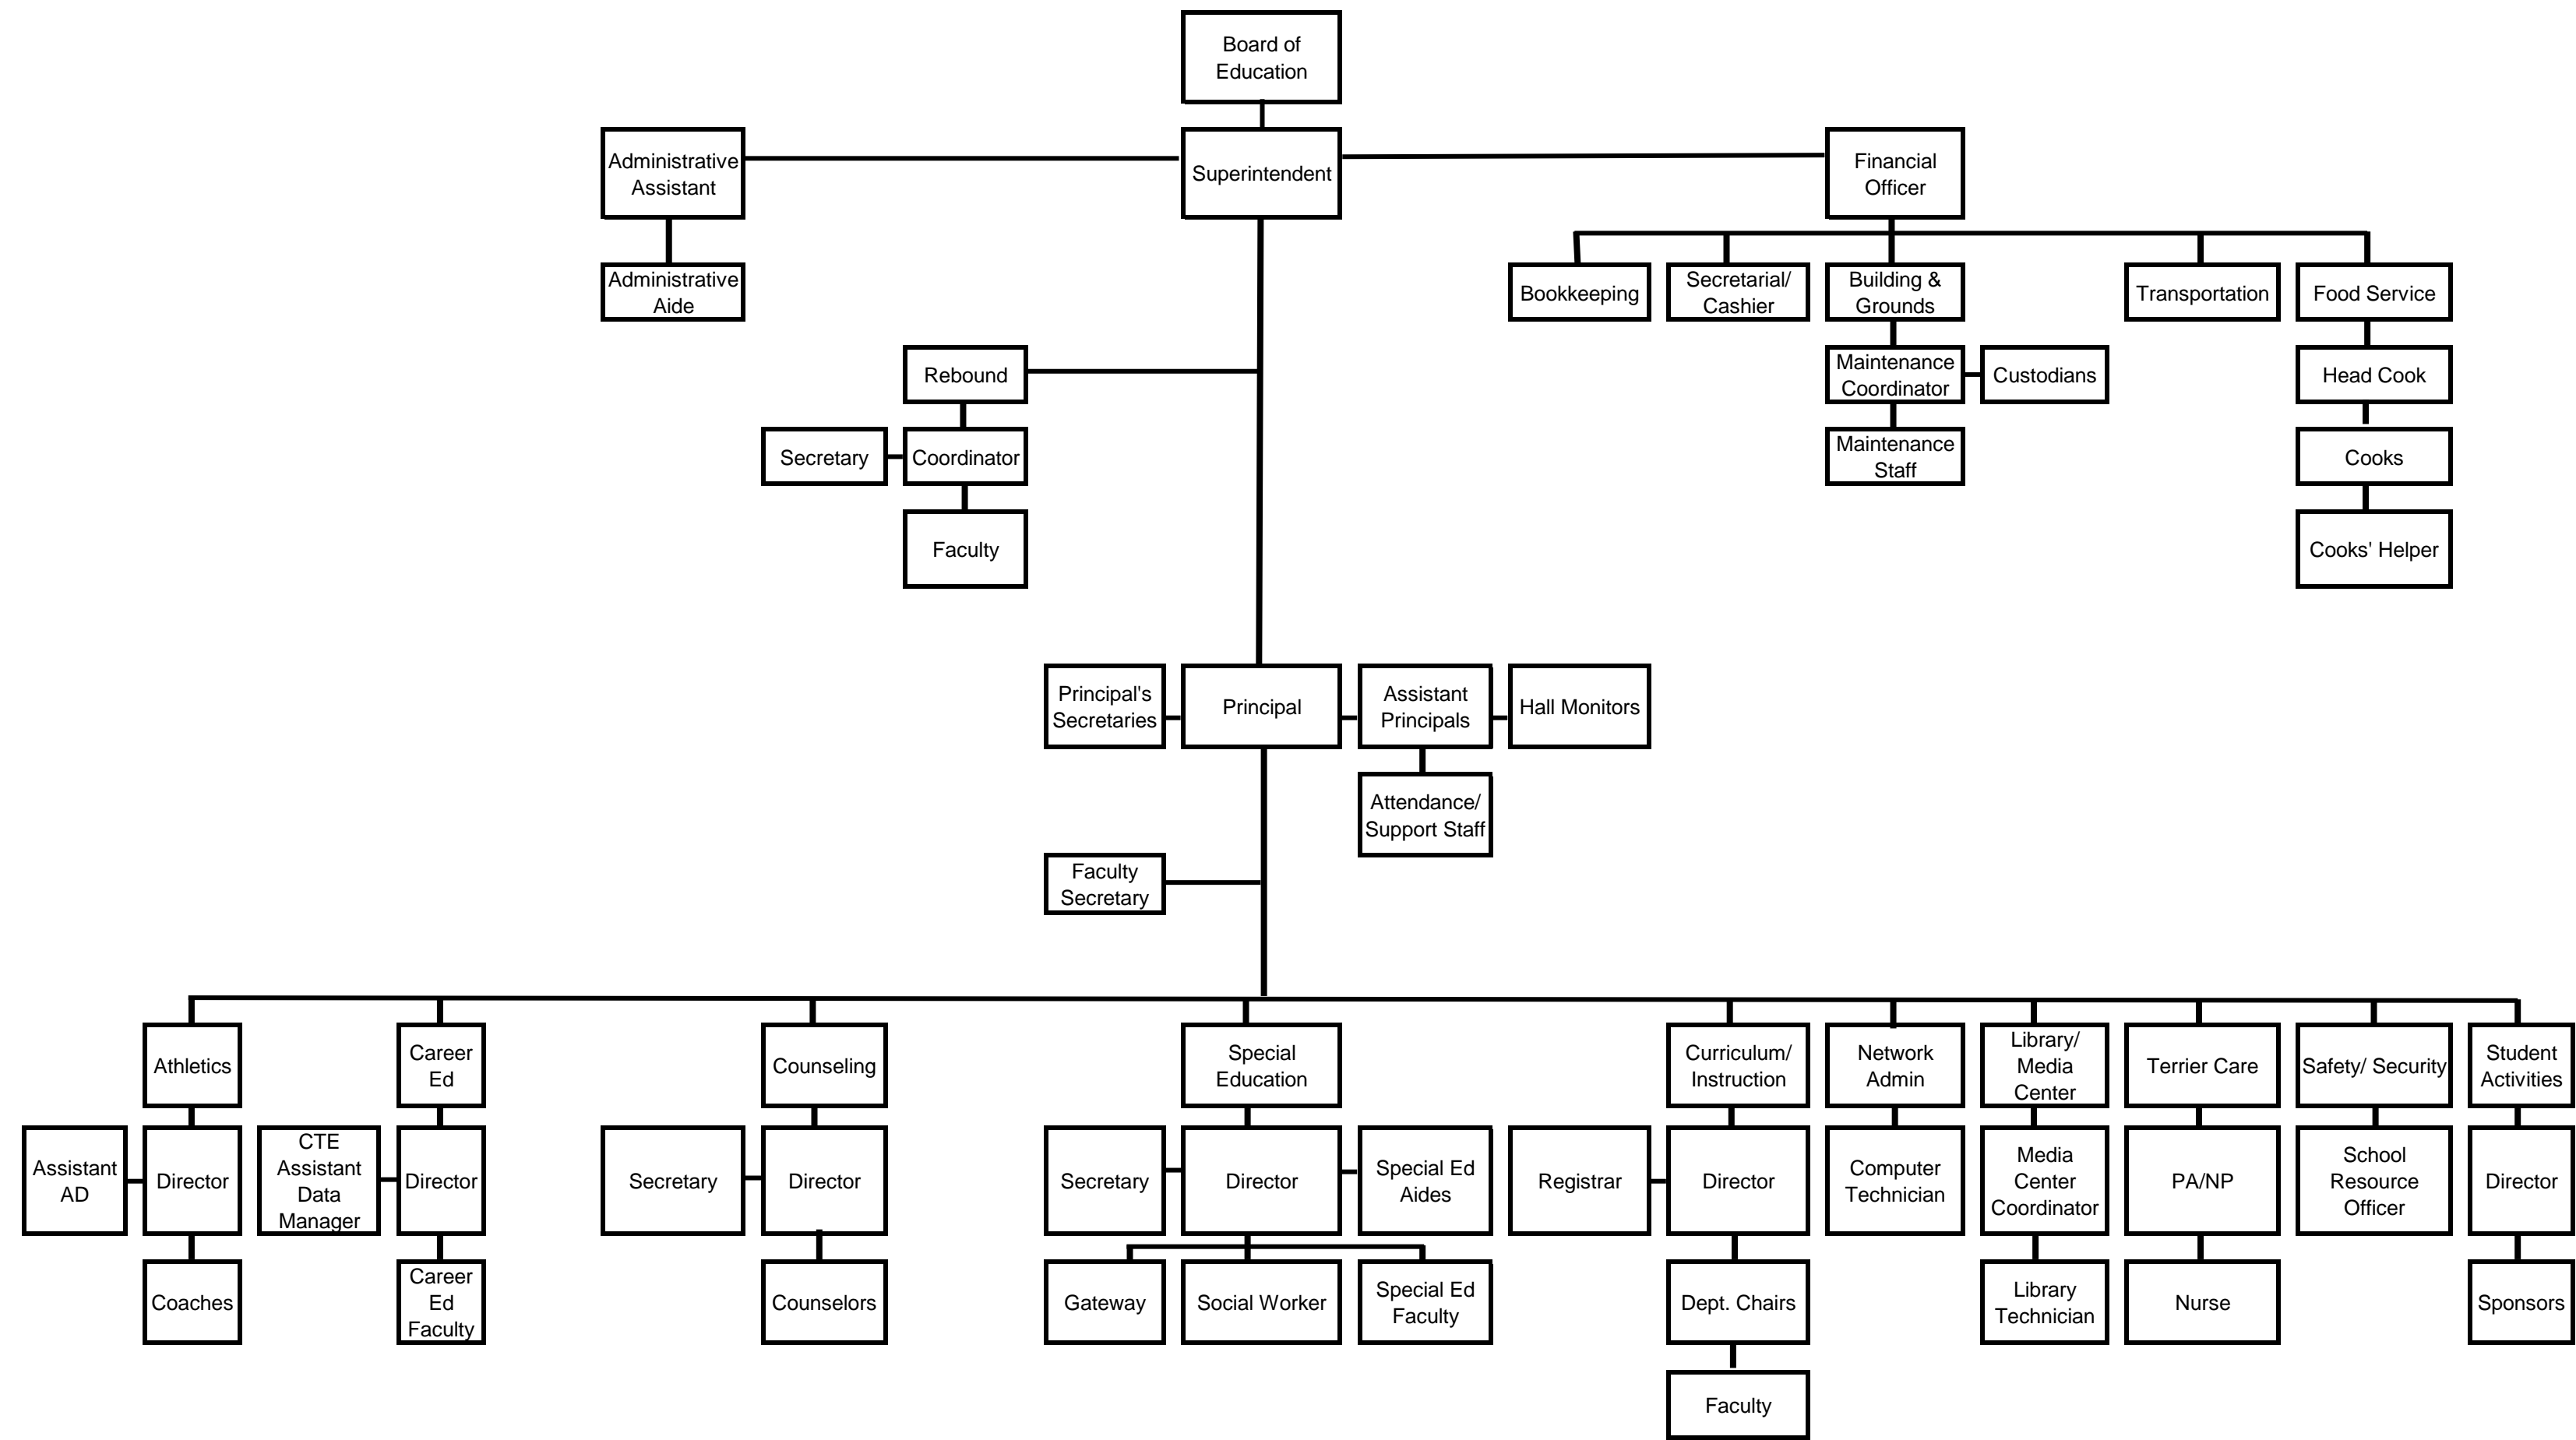 Board of
Education
Administrative
Assistant
Superintendent
Financial
Officer
Administrative
Aide
Bookkeeping
Secretarial/
Cashier
Building &
Grounds
Transportation
Food Service
Rebound
Maintenance
Coordinator
Custodians
Head Cook
Secretary
Coordinator
Maintenance
Staff
Cooks
Faculty
Cooks' Helper
Principal's
Secretaries
Principal
Assistant
Principals
Hall Monitors
Attendance/
Support Staff
Faculty
Secretary
Athletics
Career
Ed
Counseling
Special
Education
Curriculum/
Instruction
Network
Admin
Library/
Media
Center
Terrier Care
Safety/ Security
Student
Activities
Assistant
AD
Director
CTE
Assistant
Data
Manager
Director
Secretary
Director
Secretary
Director
Special Ed
Aides
Registrar
Director
Computer
Technician
Media
Center
Coordinator
PA/NP
School
Resource
Officer
Director
Coaches
Career
Ed
Faculty
Counselors
Gateway
Social Worker
Special Ed
Faculty
Dept. Chairs
Library
Technician
Nurse
Sponsors
Faculty